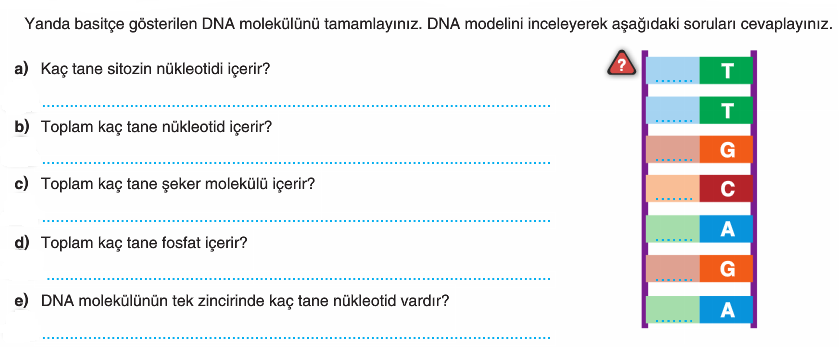 Yanda basitçe gösterilen DNA molekülünü tamamlayınız. DNA modelini inceleyerek aşağıdaki soruları cevaplayınız.
a) Kaç tane sitozin nükleotidi içerir?
b) Toplam kaç tane nükleotid içerir?
c) Toplam kaç tane şeker molekülü içerir?
d) Toplam kaç tane fosfat içerir?
e) DNA molekülünün tek zincirinde kaç tane nükleotid vardır?
?
T
T
G
C
A
G
A